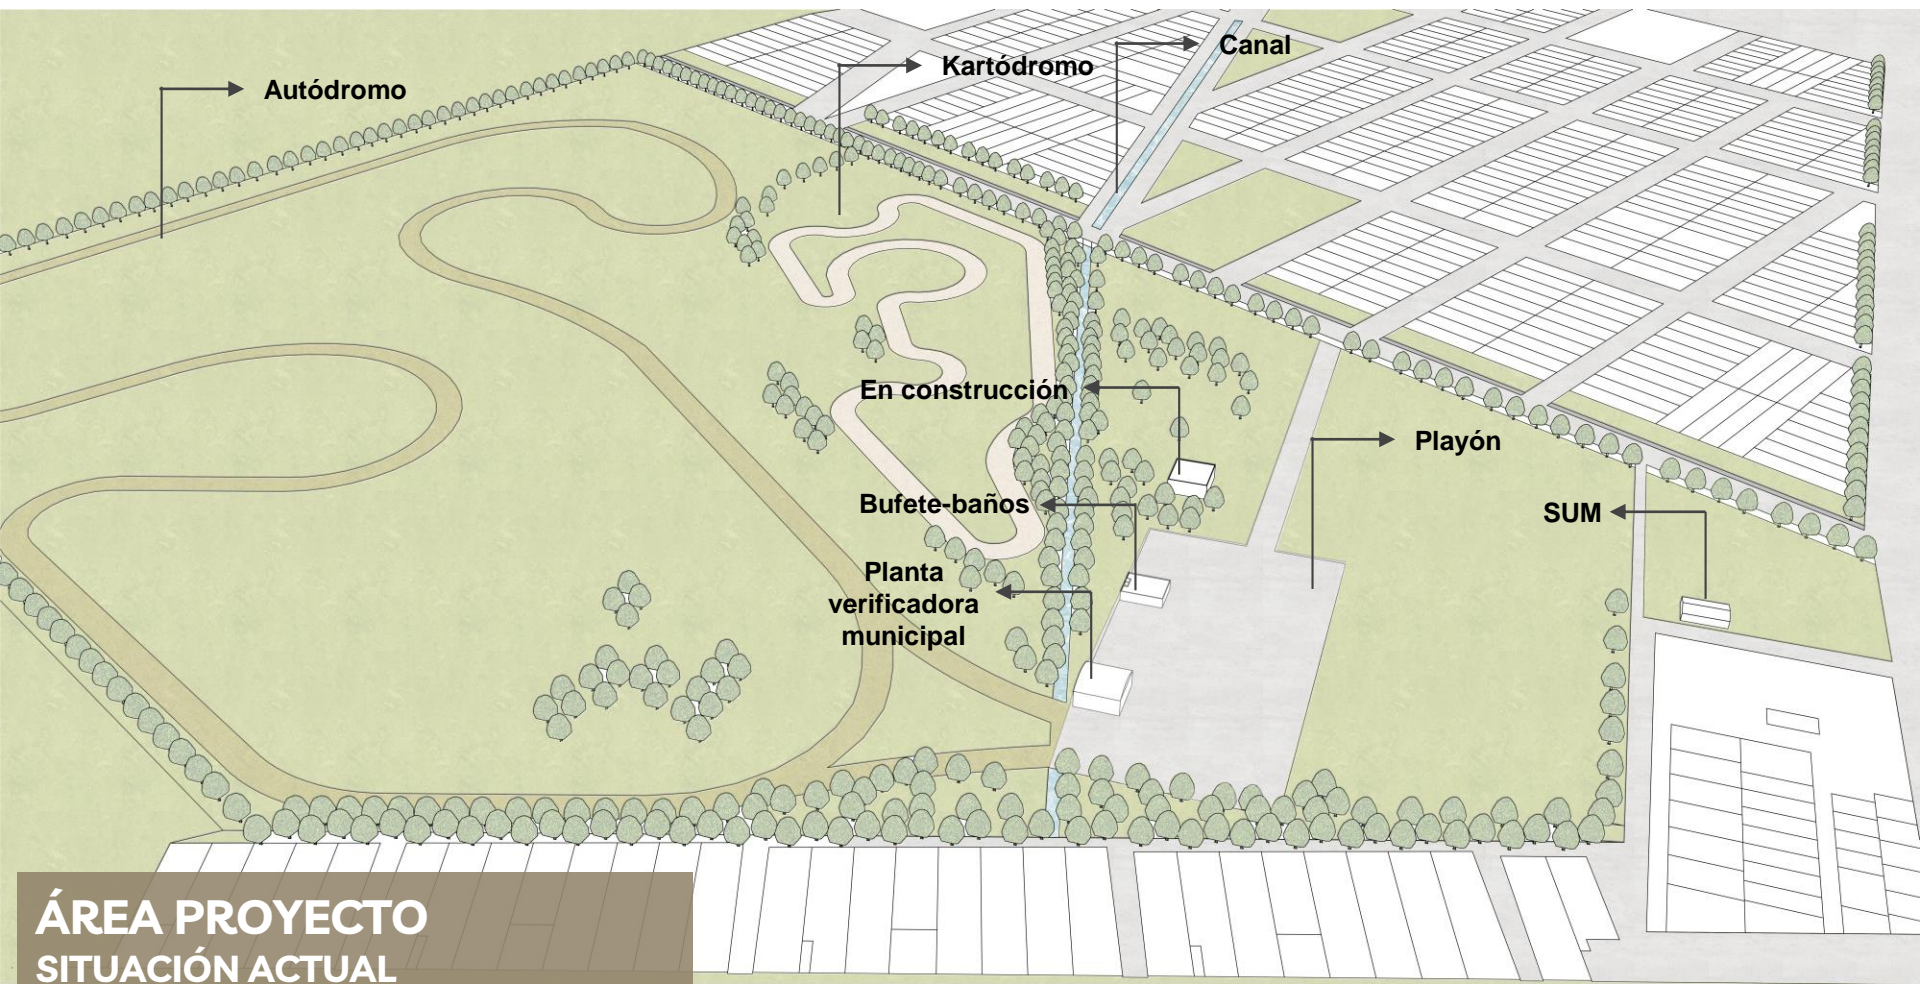 Canal
Kartódromo
Autódromo
En construcción
Playón
Bufete-baños
SUM
Planta
verificadora
municipal
ÁREA PROYECTO
SITUACIÓN ACTUAL